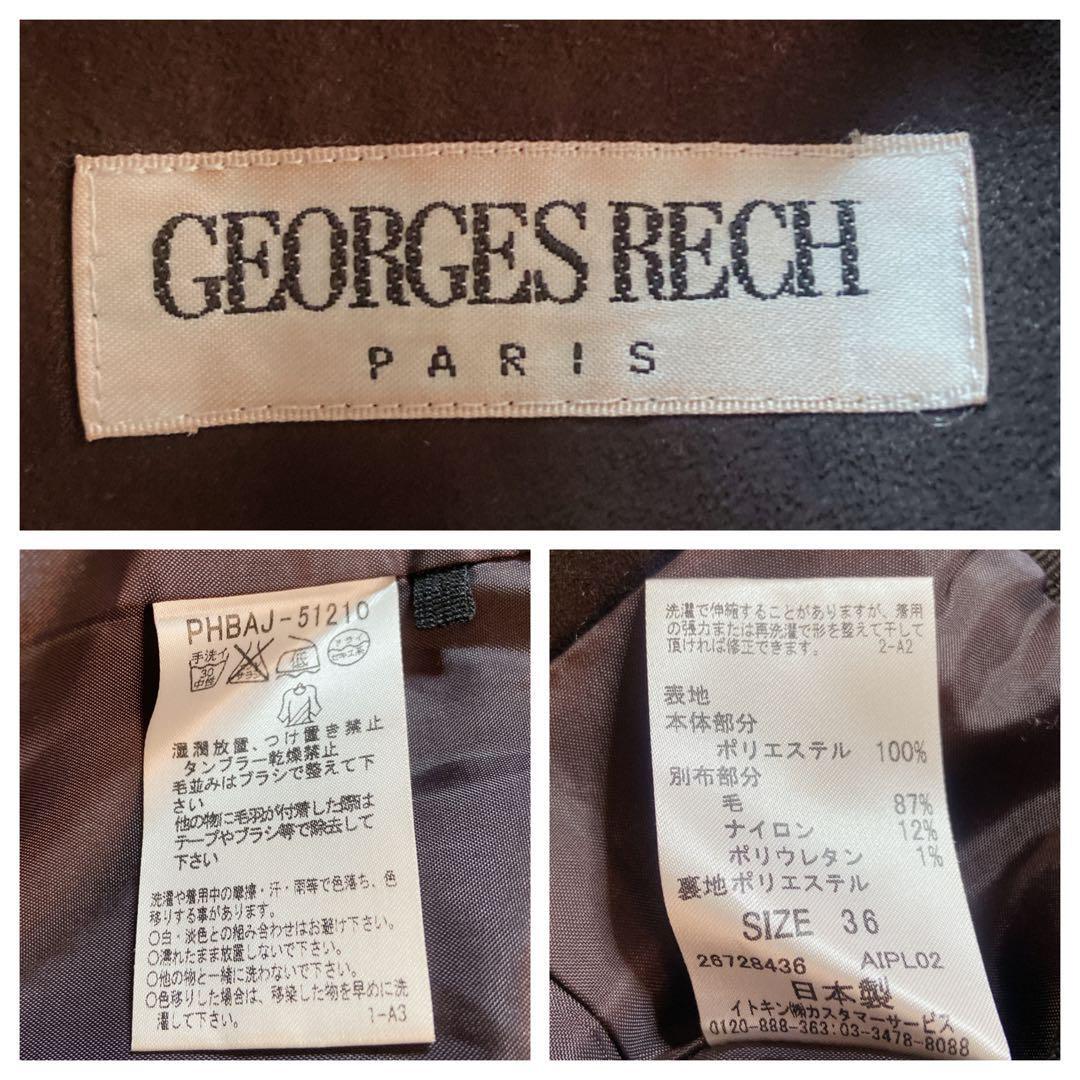 GEORGES RECH
PARIS
PHBAJ-51210
手洗イ
30
中性
低
ドライ
セキユ系
湿潤放置、つけ置き禁止
タンブラー乾燥禁止
毛並みはブラシで整えて下
さい
他の物に毛羽が付着した際は
テープやブラシ等で除去して
下さい
洗濯や着用中の摩擦・汗・雨等で色落ち、色
移りする事があります。
○白・淡色との組み合わせはお避け下さい。
○濡れたまま放置しないで下さい。
○他の物と一緒に洗わないで下さい。
○色移りした場合は、移染した物を早めに洗
濯して下さい。
1-A3
洗濯で伸縮することがありますが、着用
の張力または再洗濯で形を整えて干して
頂ければ修正できます。 2-A2
表地
本体部分
ポリエステル 100%
別布部分
毛 87%
ナイロン 12%
ポリウレタン 1%
裏地ポリエステル
SIZE 36
26728436 AIPL02
日本製
イトキン㈱カスタマーサービス
0120-888-363:03-3478-8088